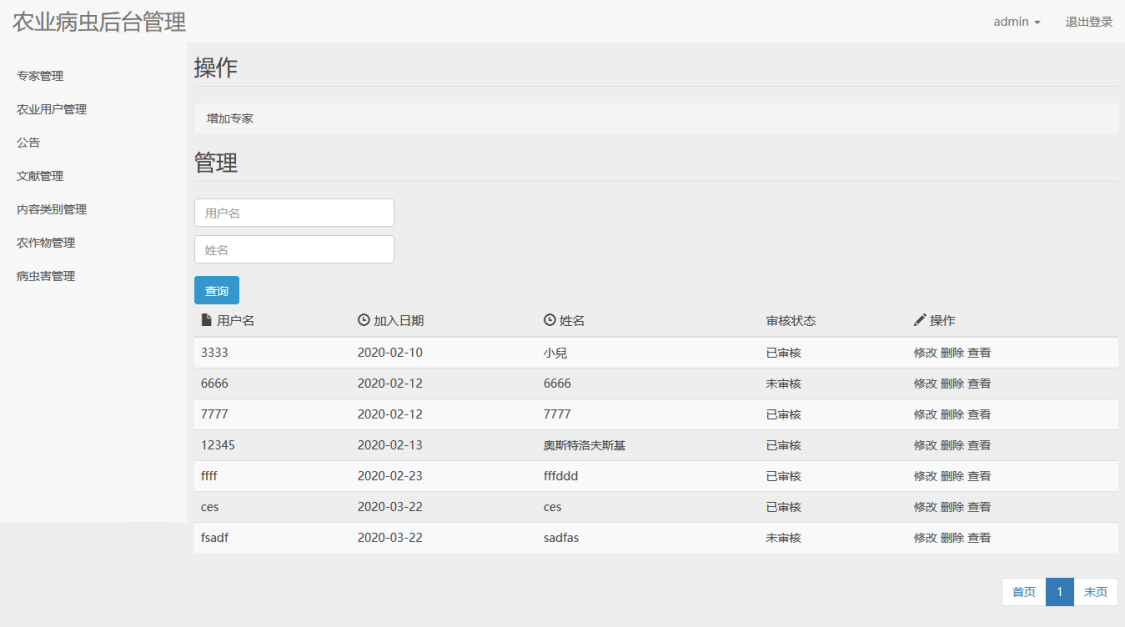 农业病虫后台管理
admin 退出登录
专家管理
农业用户管理
公告
文献管理
内容类别管理
农作物管理
病虫害管理
操作
增加专家
管理
用户名
姓名
查询
用户名 加入日期 姓名 审核状态 操作
3333 2020-02-10 小兒 已审核 修改 删除 查看
6666 2020-02-12 6666 未审核 修改 删除 查看
7777 2020-02-12 7777 已审核 修改 删除 查看
12345 2020-02-13 奥斯特洛夫斯基 已审核 修改 删除 查看
ffff 2020-02-23 fffddd 已审核 修改 删除 查看
ces 2020-03-22 ces 已审核 修改 删除 查看
fsadf 2020-03-22 sadfas 未审核 修改 删除 查看
首页 1 末页